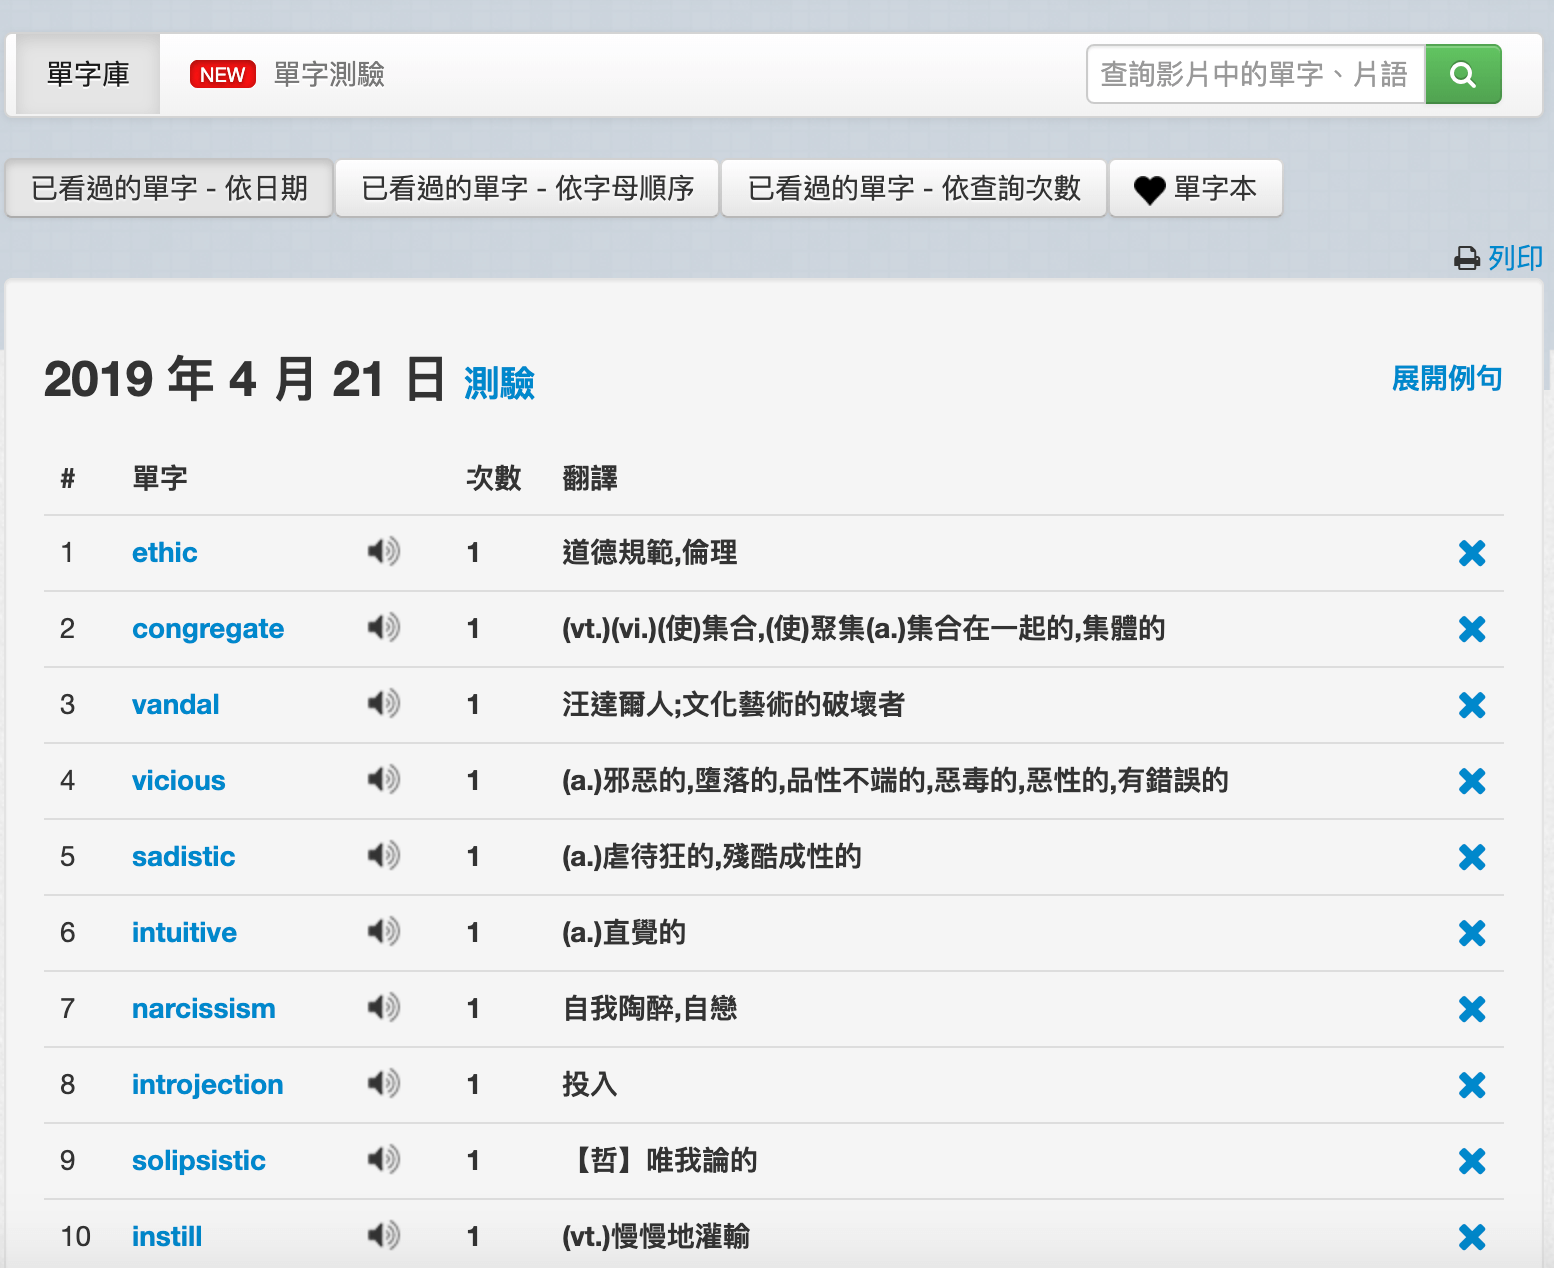 單字庫 NEW 單字測驗 查詢影片中的單字、片語
已看過的單字 - 依日期 已看過的單字 - 依字母順序 已看過的單字 - 依查詢次數 單字本
列印
2019 年 4 月 21 日 測驗 展開例句
# 單字 次數 翻譯
1 ethic 1 道德規範,倫理
2 congregate 1 (vt.)(vi.)(使)集合,(使)聚集(a.)集合在一起的,集體的
3 vandal 1 汪達爾人;文化藝術的破壞者
4 vicious 1 (a.)邪惡的,墮落的,品性不端的,惡毒的,惡性的,有錯誤的
5 sadistic 1 (a.)虐待狂的,殘酷成性的
6 intuitive 1 (a.)直覺的
7 narcissism 1 自我陶醉,自戀
8 introjection 1 投入
9 solipsistic 1 【哲】唯我論的
10 instill 1 (vt.)慢慢地灌輸